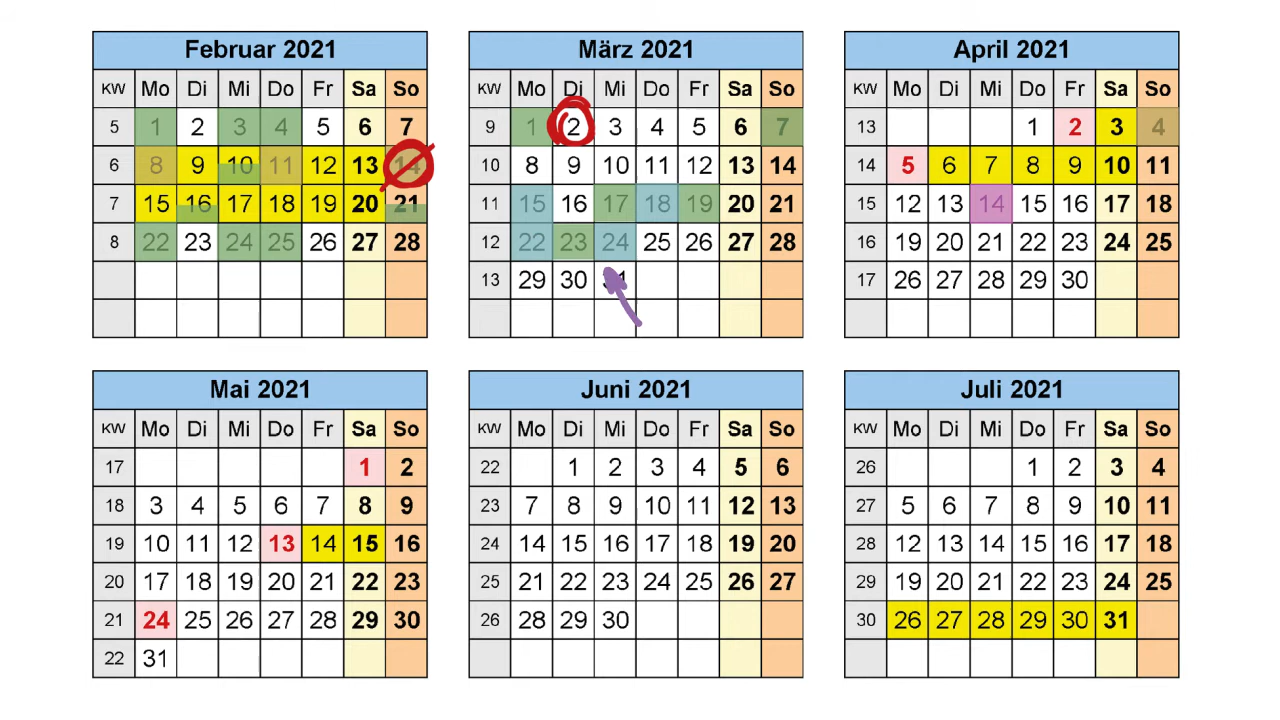 Februar 2021
KW Mo Di Mi Do Fr Sa So
5 1 2 3 4 5 6 7
6 8 9 10 11 12 13 14
7 15 16 17 18 19 20 21
8 22 23 24 25 26 27 28
März 2021
KW Mo Di Mi Do Fr Sa So
9 1 2 3 4 5 6 7
10 8 9 10 11 12 13 14
11 15 16 17 18 19 20 21
12 22 23 24 25 26 27 28
13 29 30 31
April 2021
KW Mo Di Mi Do Fr Sa So
13 1 2 3 4
14 5 6 7 8 9 10 11
15 12 13 14 15 16 17 18
16 19 20 21 22 23 24 25
17 26 27 28 29 30
Mai 2021
KW Mo Di Mi Do Fr Sa So
17 1 2
18 3 4 5 6 7 8 9
19 10 11 12 13 14 15 16
20 17 18 19 20 21 22 23
21 24 25 26 27 28 29 30
22 31
Juni 2021
KW Mo Di Mi Do Fr Sa So
22 1 2 3 4 5 6
23 7 8 9 10 11 12 13
24 14 15 16 17 18 19 20
25 21 22 23 24 25 26 27
26 28 29 30
Juli 2021
KW Mo Di Mi Do Fr Sa So
26 1 2 3 4
27 5 6 7 8 9 10 11
28 12 13 14 15 16 17 18
29 19 20 21 22 23 24 25
30 26 27 28 29 30 31